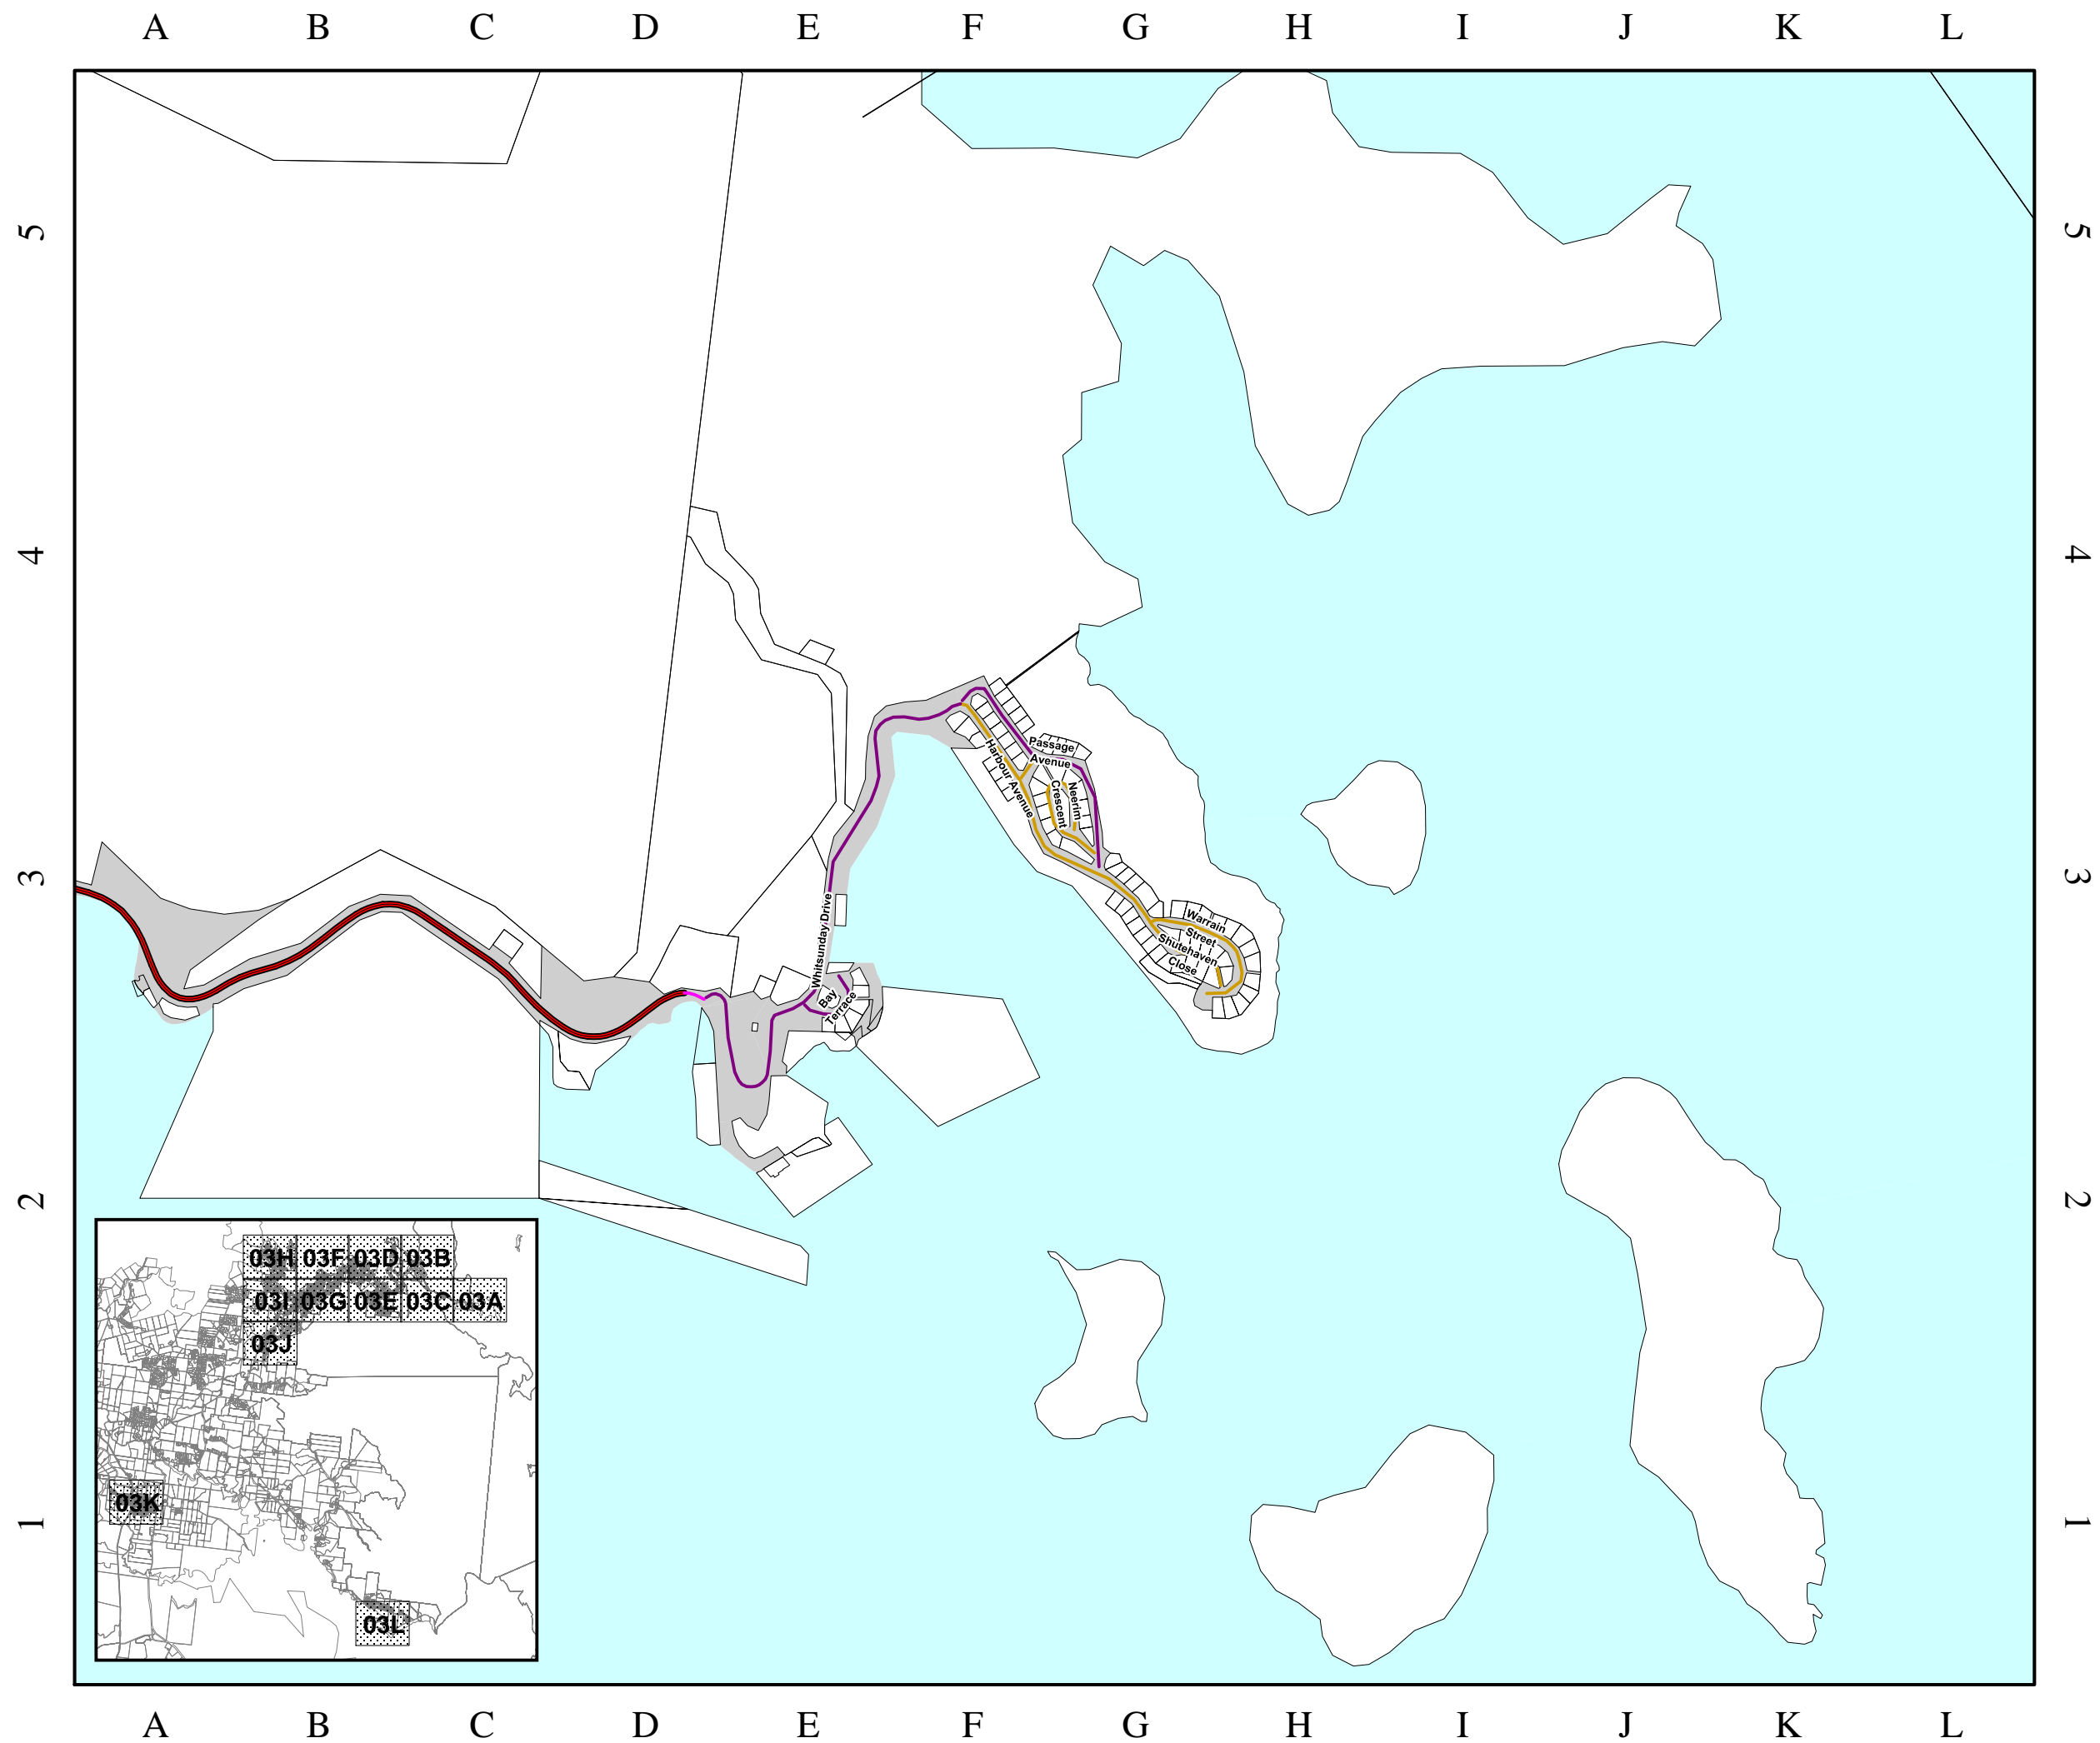 A B C D E F G H I J K L
5 5
4 4
Passage
Avenue
Harbour Avenue
Crescent
Neerim
3 3
Warrain
Street
Shutehaven
Close
Whitsunday Drive
Bay
Terrace
2 2
03H 03F 03D 03B
03I 03G 03E 03C 03A
03J
03K
03L
1 1
A B C D E F G H I J K L